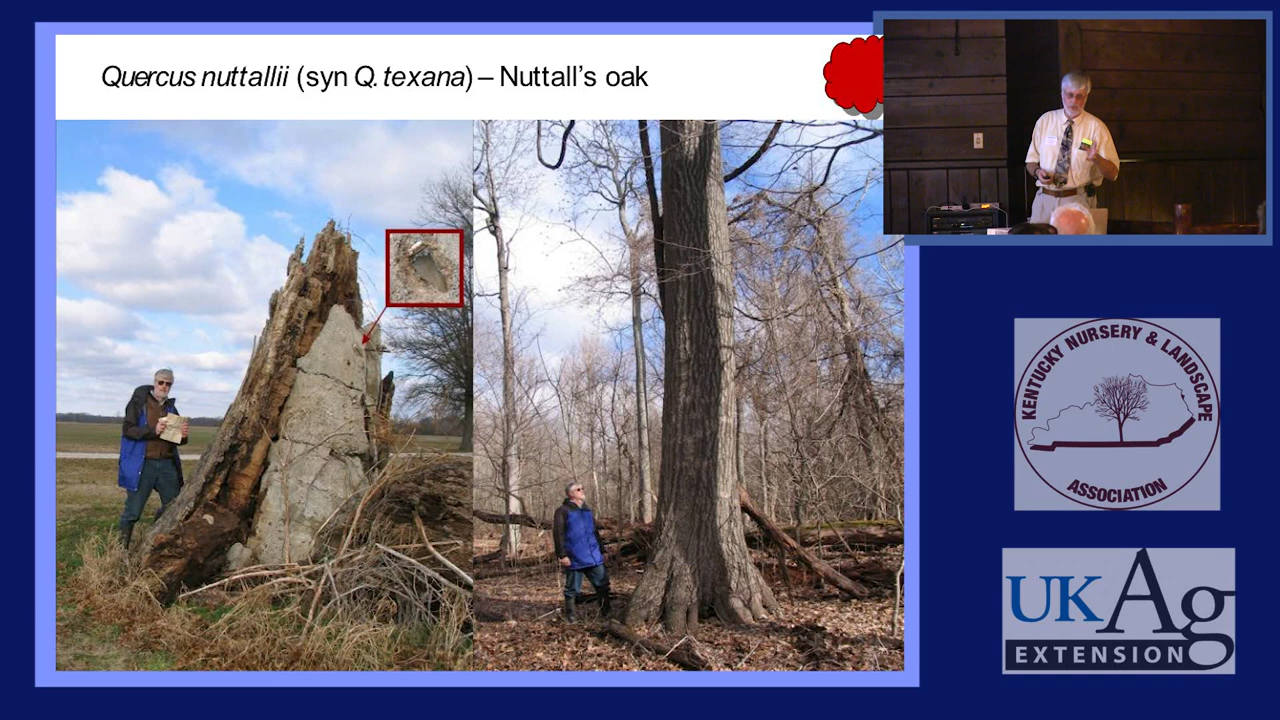 Quercus nuttallii (syn Q. texana) – Nuttall's oak
KENTUCKY NURSERY & LANDSCAPE
ASSOCIATION
UKAg
EXTENSION